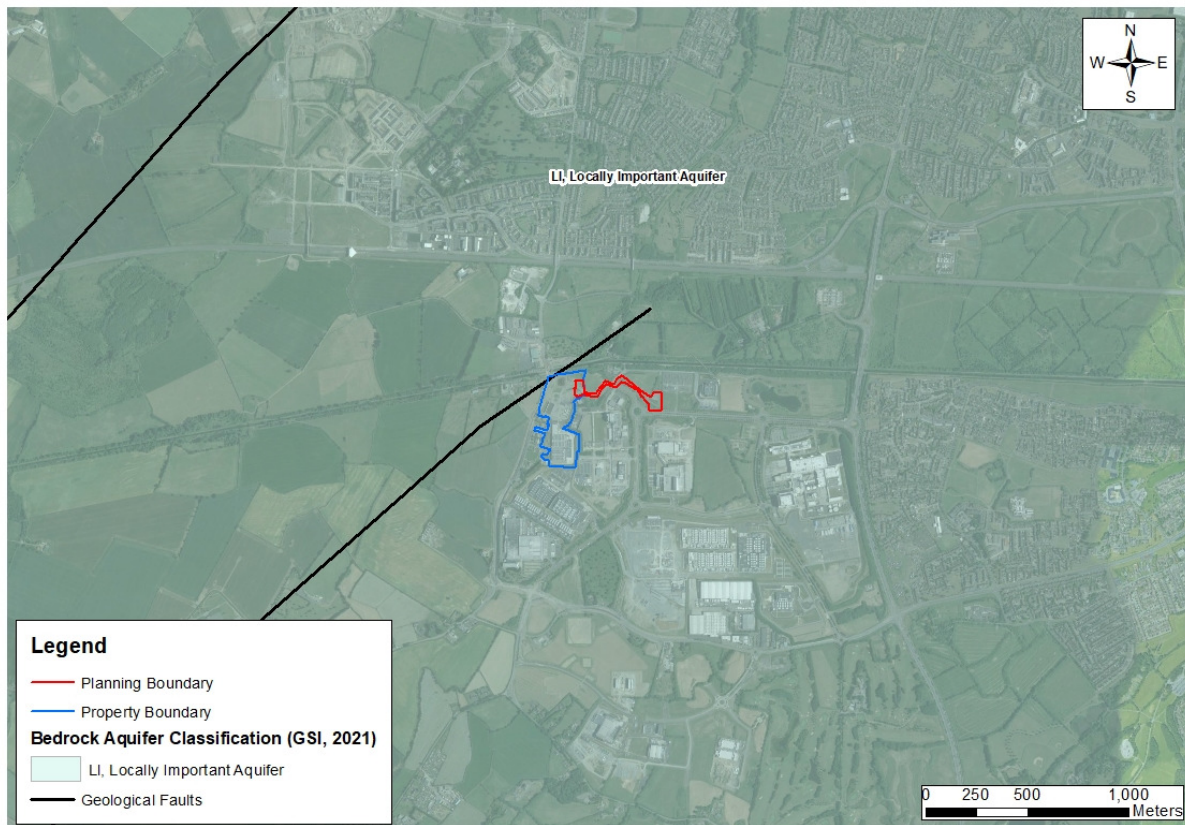 N
W E
S
LI, Locally Important Aquifer
Legend
Planning Boundary
Property Boundary
Bedrock Aquifer Classification (GSI, 2021)
LI, Locally Important Aquifer
Geological Faults
0 250 500 1,000
Meters